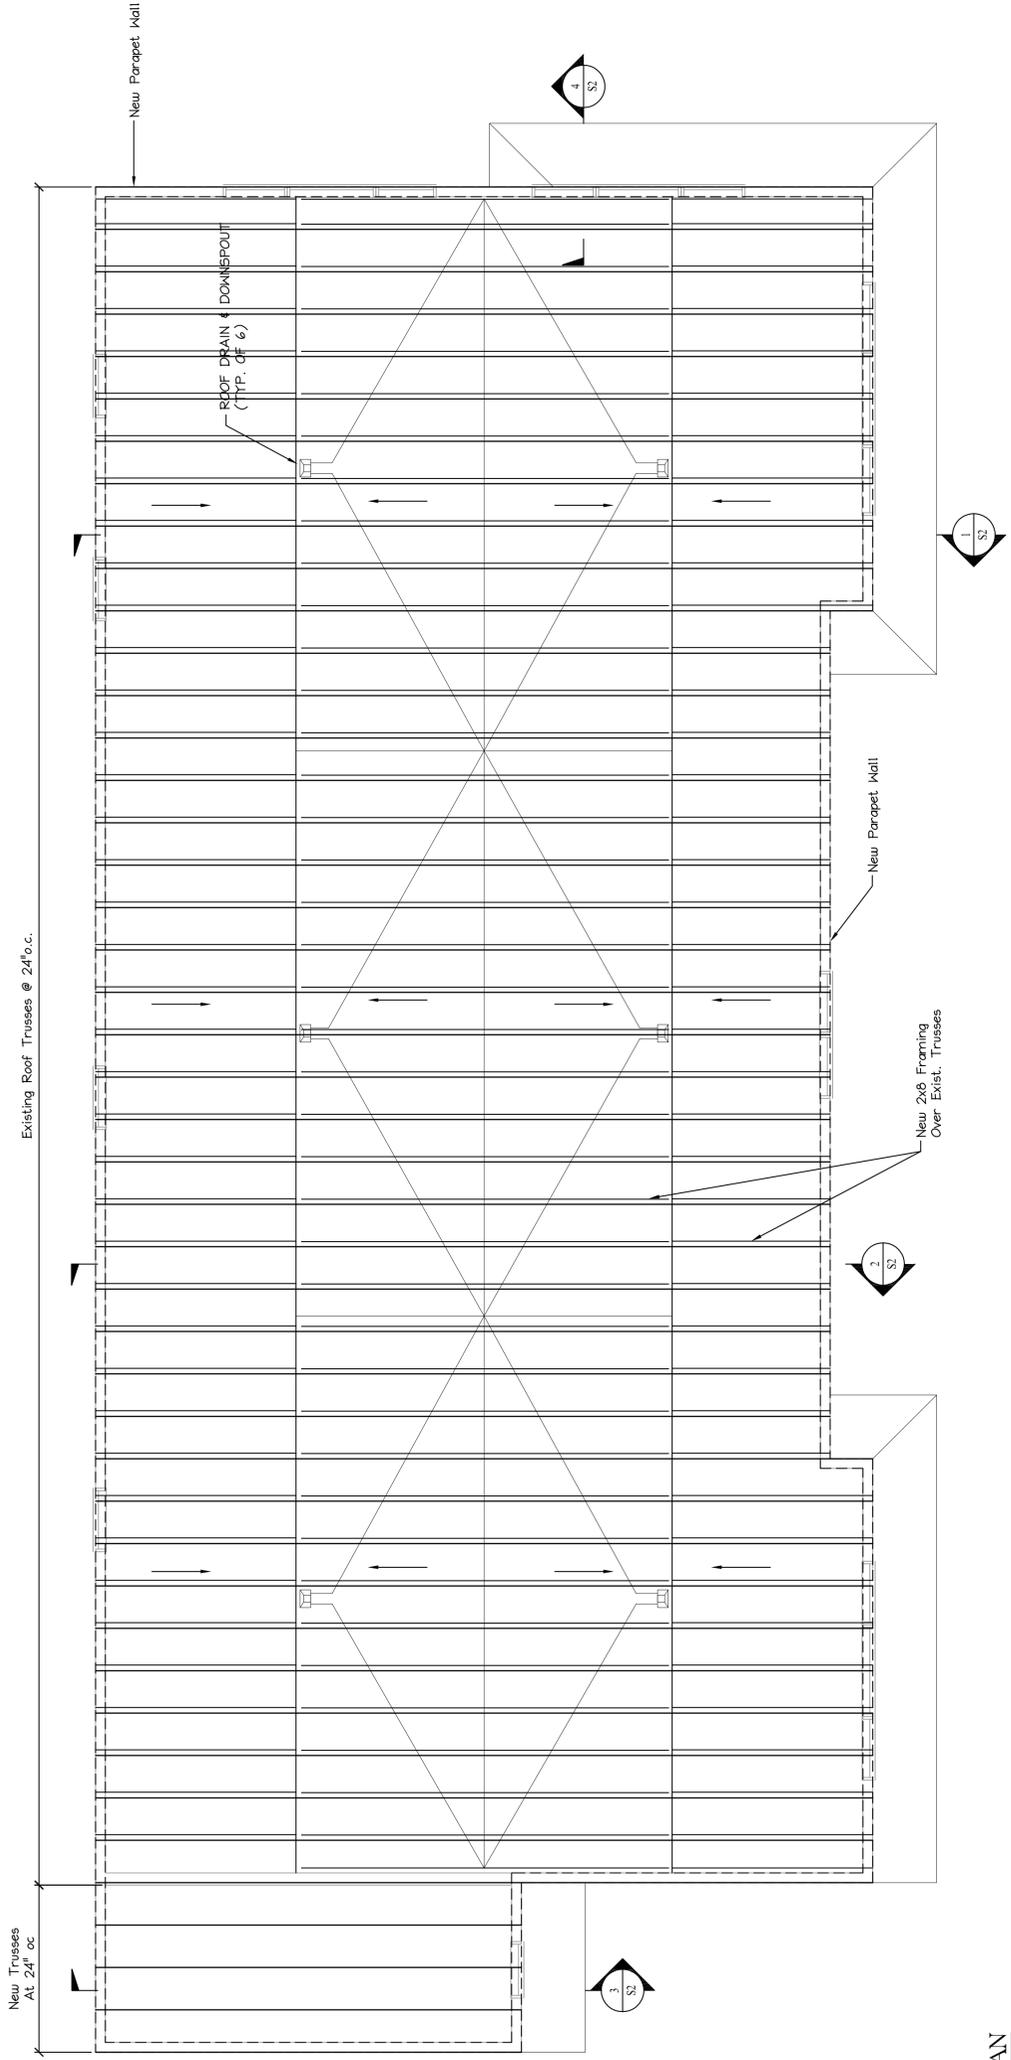 New Parapet Wall
4
S2
ROOF DRAIN & DOWNSPOUT
(TYP. OF 6)
1
S2
Existing Roof Trusses @ 24"o.c.
New Parapet Wall
New 2x8 Framing
Over Exist. Trusses
2
S2
New Trusses
At 24" oc
3
S2